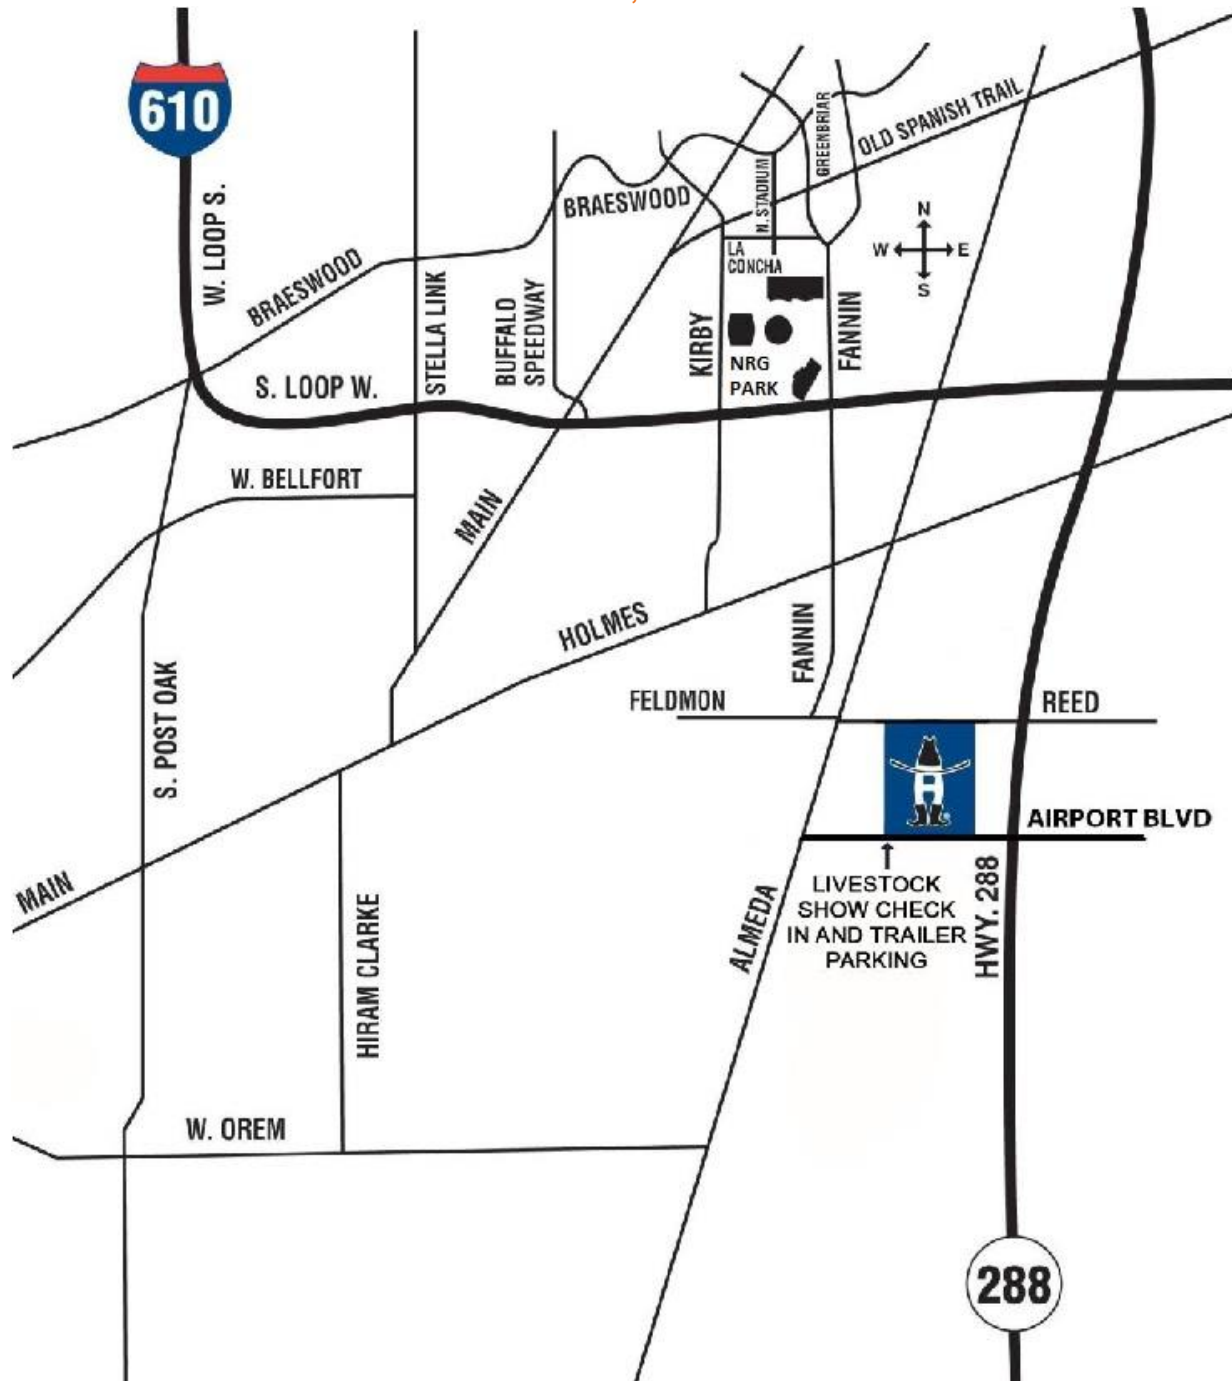 610
W. LOOP S.
BRAESWOOD
STELLA LINK
BUFFALO
SPEEDWAY
BRAESWOOD
N. STADIUM
GREENBRIAR
OLD SPANISH TRAIL
N
W
E
S
LA
CONCHA
KIRBY
FANNIN
NRG
PARK
S. LOOP W.
W. BELLFORT
MAIN
HOLMES
FANNIN
FELDMON
REED
S. POST OAK
H
AIRPORT BLVD
MAIN
HIRAM CLARKE
ALMEDA
LIVESTOCK
SHOW CHECK
IN AND TRAILER
PARKING
HWY. 288
W. OREM
288